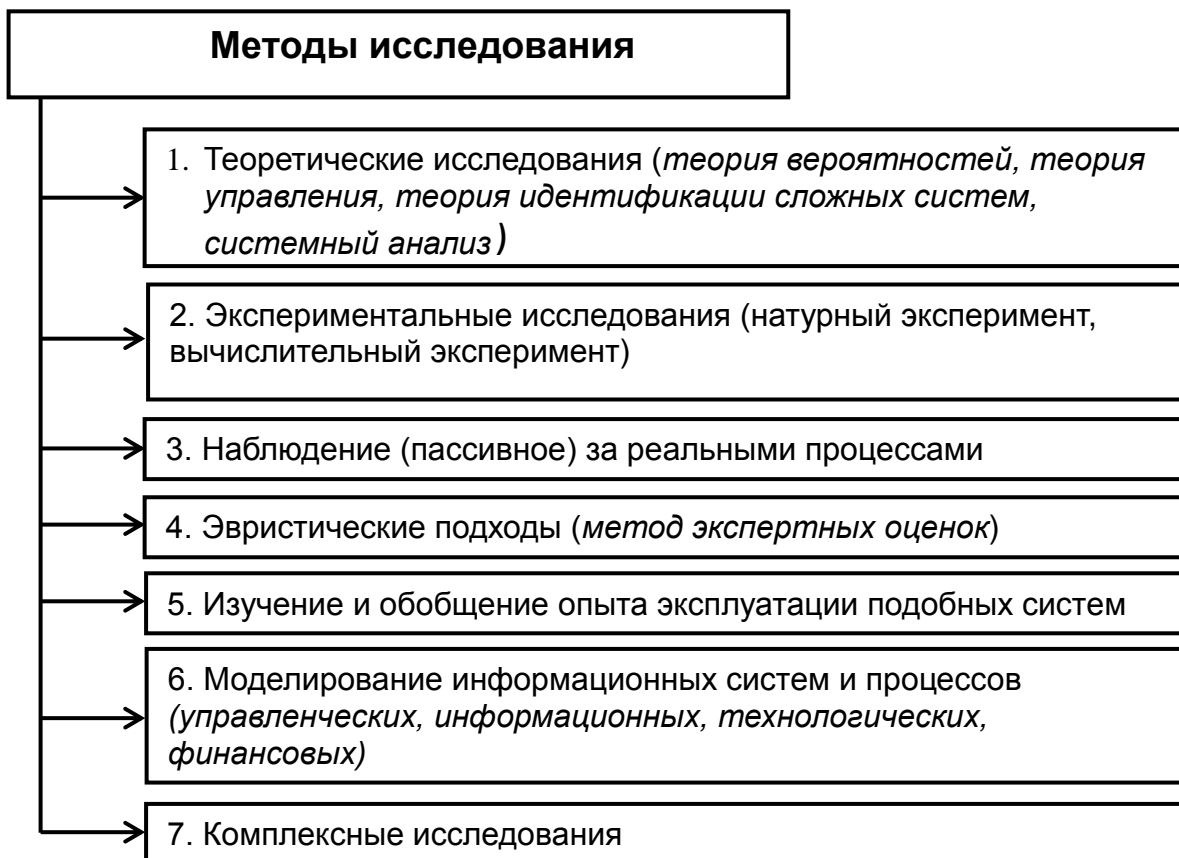 Методы исследования
1. Теоретические исследования (теория вероятностей, теория
управления, теория идентификации сложных систем,
системный анализ)
2. Экспериментальные исследования (натурный эксперимент,
вычислительный эксперимент)
3. Наблюдение (пассивное) за реальными процессами
4. Эвристические подходы (метод экспертных оценок)
5. Изучение и обобщение опыта эксплуатации подобных систем
6. Моделирование информационных систем и процессов
(управленческих, информационных, технологических,
финансовых)
7. Комплексные исследования